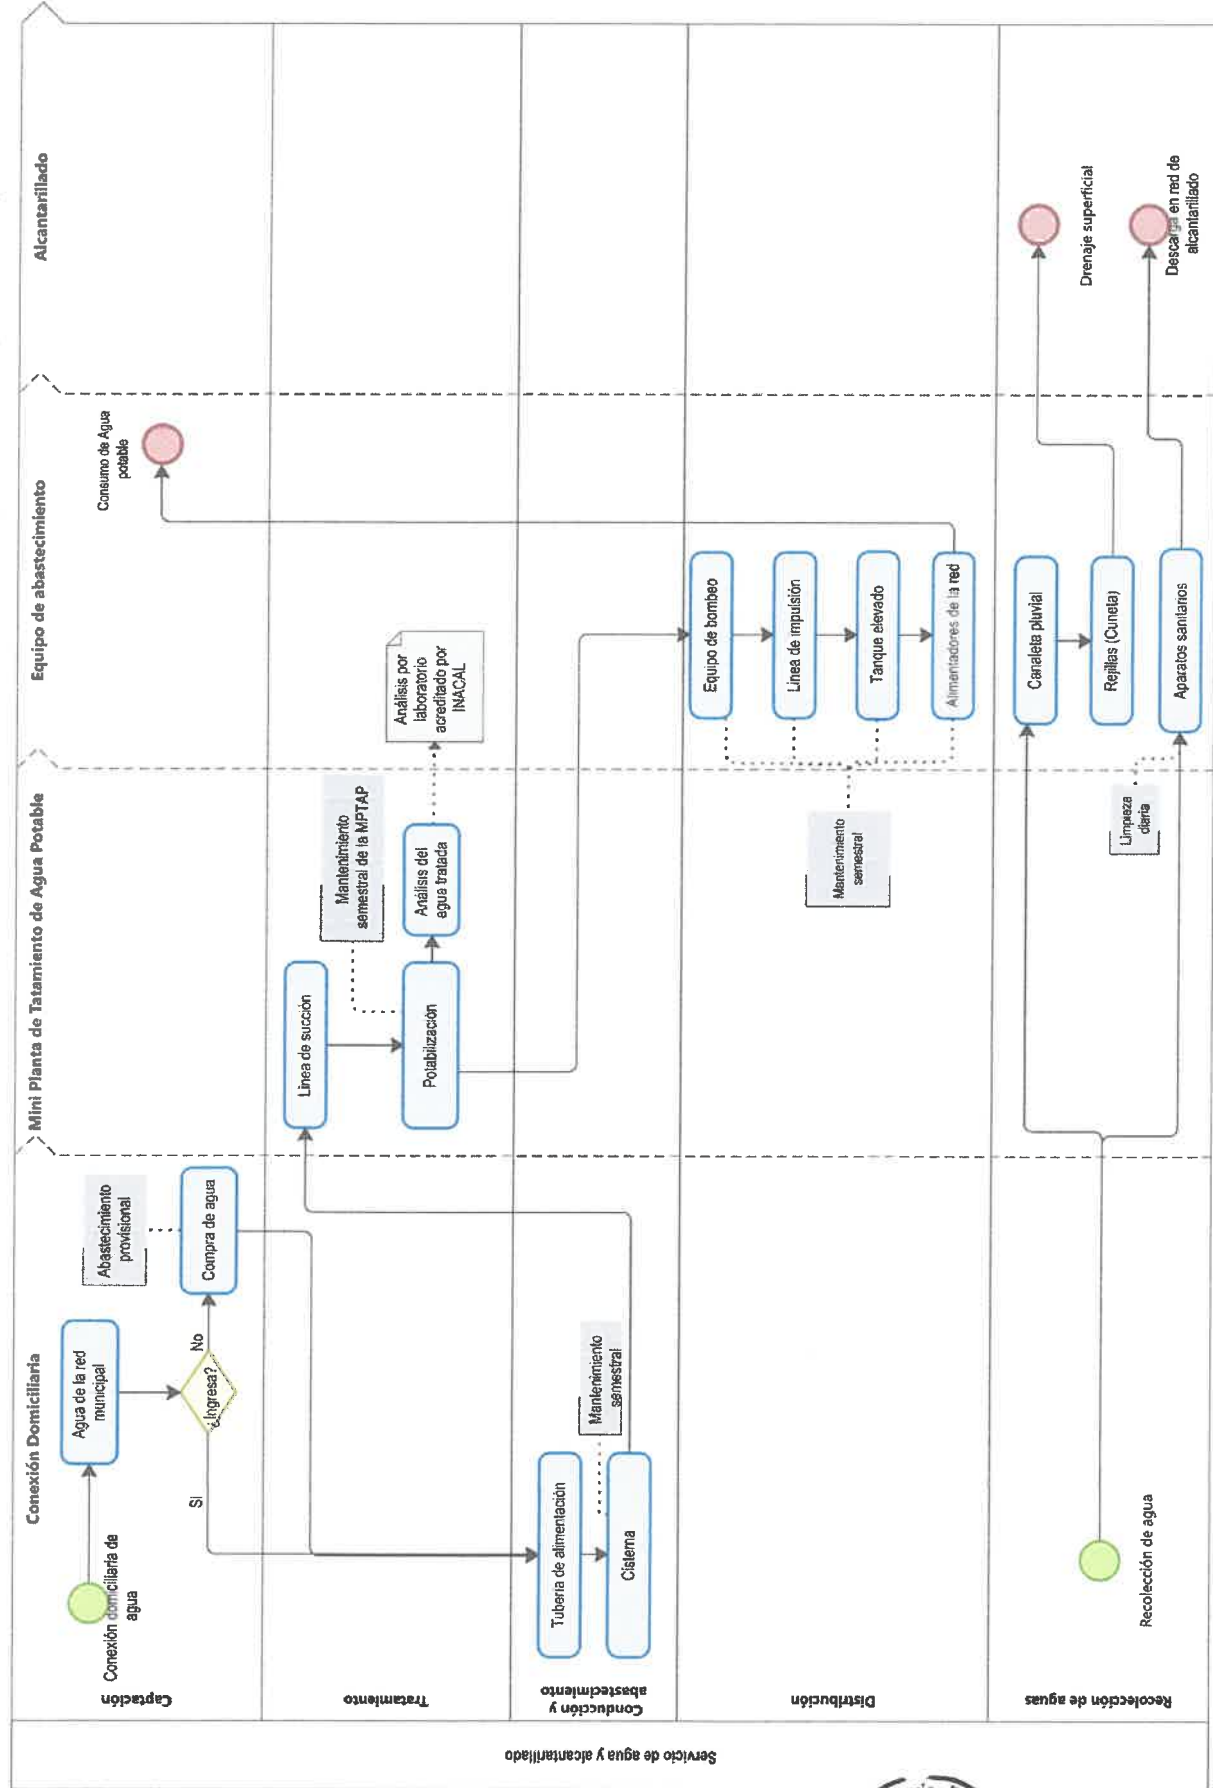 Servicio de agua y alcantarillado
Conexión Domiciliaria
Mini Planta de Tatamiento de Agua Potable
Equipo de abastecimiento
Alcantarillado
Captación
Conexión domiciliaria de
agua
Agua de la red
municipal
¿Ingresa?
Si
No
Compra de agua
Abastecimiento
provisional
Consumo de Agua
potable
Tratamiento
Linea de succión
Potabilización
Mantenimiento
semestral de la MPTAP
Análisis del
agua tratada
Análisis por
laboratorio
acreditado por
INACAL
Conducción y
abastecimiento
Tuberia de alimentación
Cisterna
Mantenimiento
semestral
Distribución
Mantenimiento
semestral
Equipo de bombeo
Linea de impulsión
Tanque elevado
Alimentadores de la red
Recolección de aguas
Recolección de agua
Canaleta pluvial
Rejillas (Cuneta)
Aparatos sanitarios
Limpieza
diaria
Drenaje superficial
Descarga en red de
alcantarillado